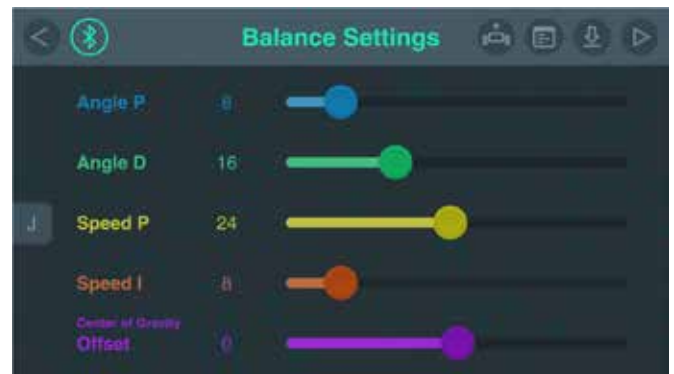 Balance Settings
Angle P 8
Angle D 16
J
Speed P 24
Speed I 8
Center of Gravity
Offset 0